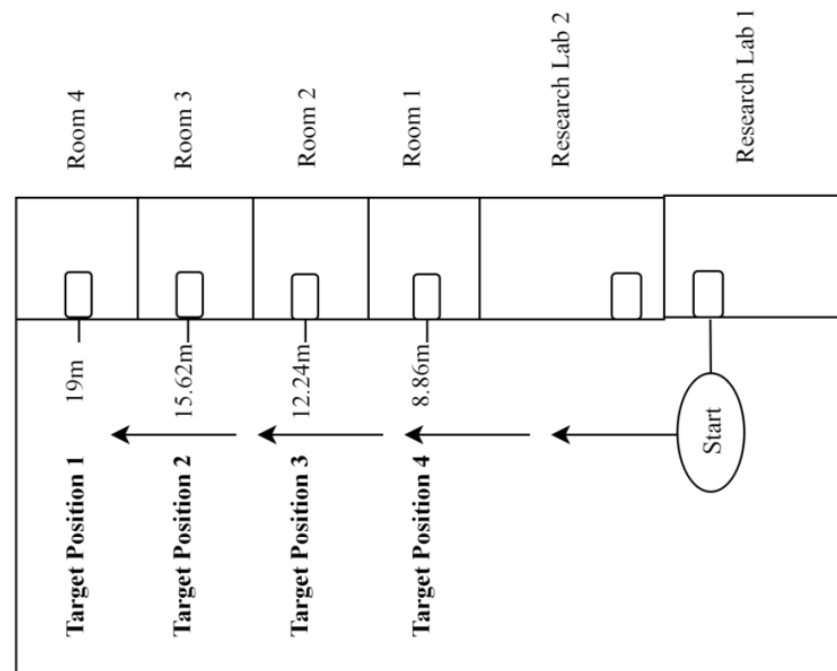 Room 4
Room 3
Room 2
Room 1
Research Lab 2
Research Lab 1
19m
15.62m
12.24m
8.86m
Start
Target Position 1
Target Position 2
Target Position 3
Target Position 4